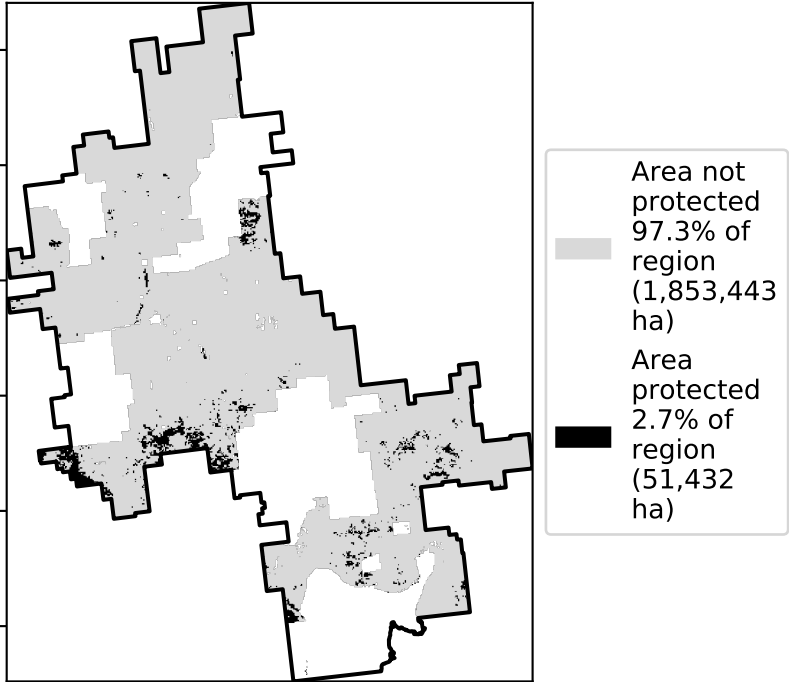 Area not
protected
97.3% of
region
(1,853,443
ha)
Area
protected
2.7% of
region
(51,432
ha)